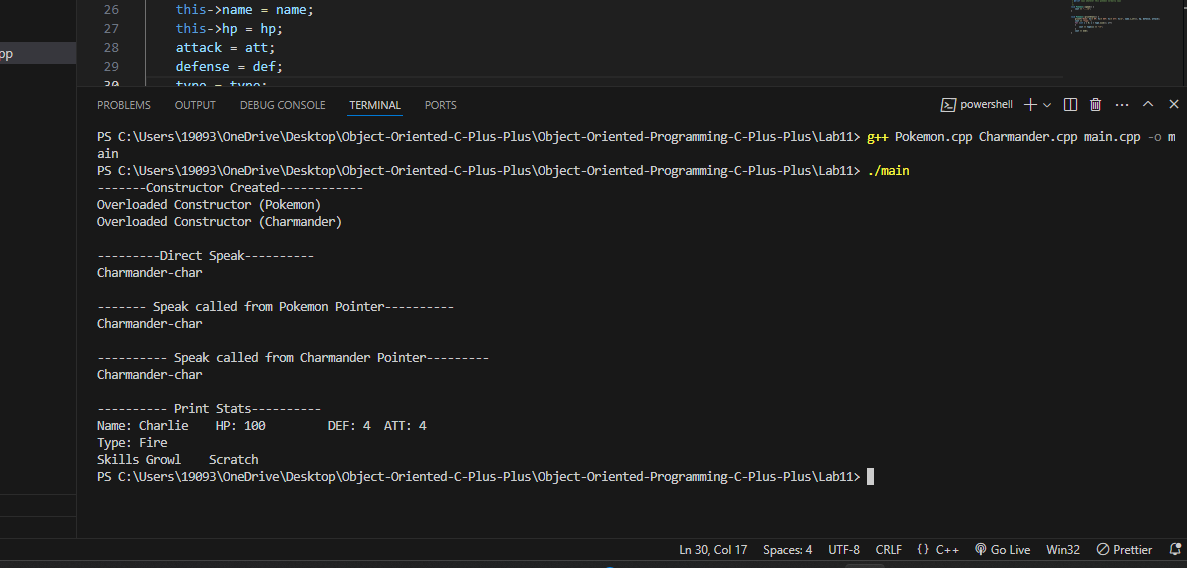 26 this->name = name;
27 this->hp = hp;
28 attack = att;
pp
29 defense = def;
30 type = type;
PROBLEMS OUTPUT DEBUG CONSOLE TERMINAL PORTS powershell
PS C:\Users\19093\OneDrive\Desktop\Object-Oriented-C-Plus-Plus\Object-Oriented-Programming-C-Plus-Plus\Lab11> g++ Pokemon.cpp Charmander.cpp main.cpp -o m
ain
PS C:\Users\19093\OneDrive\Desktop\Object-Oriented-C-Plus-Plus\Object-Oriented-Programming-C-Plus-Plus\Lab11> ./main
-------Constructor Created------------
Overloaded Constructor (Pokemon)
Overloaded Constructor (Charmander)
---------Direct Speak----------
Charmander-char
------- Speak called from Pokemon Pointer----------
Charmander-char
---------- Speak called from Charmander Pointer---------
Charmander-char
---------- Print Stats----------
Name: Charlie HP: 100 DEF: 4 ATT: 4
Type: Fire
Skills Growl Scratch
PS C:\Users\19093\OneDrive\Desktop\Object-Oriented-C-Plus-Plus\Object-Oriented-Programming-C-Plus-Plus\Lab11>
Ln 30, Col 17 Spaces: 4 UTF-8 CRLF {} C++ Go Live Win32 Prettier